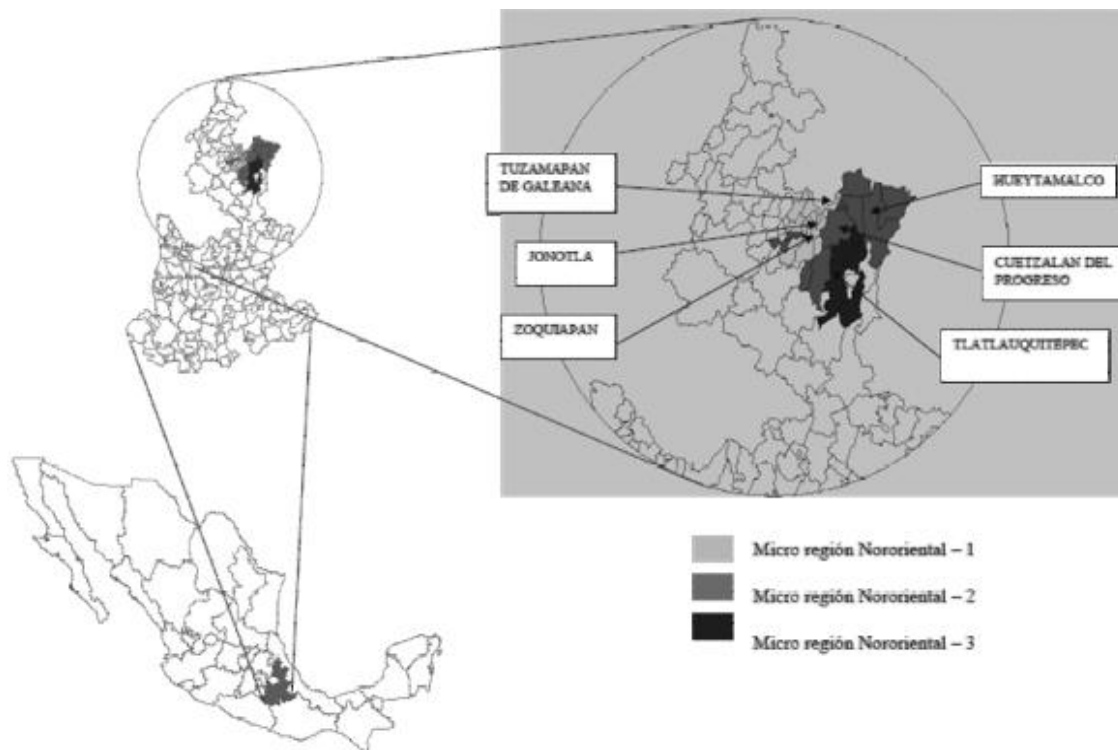 TUZAMAPAN
DE GALEANA
HUEYTAMALCO
JONOTLA
CUETZALAN DEL
PROGRESO
ZOQUIAPAN
TLATLAUQUITEPEC
Micro región Nororiental – 1
Micro región Nororiental – 2
Micro región Nororiental – 3